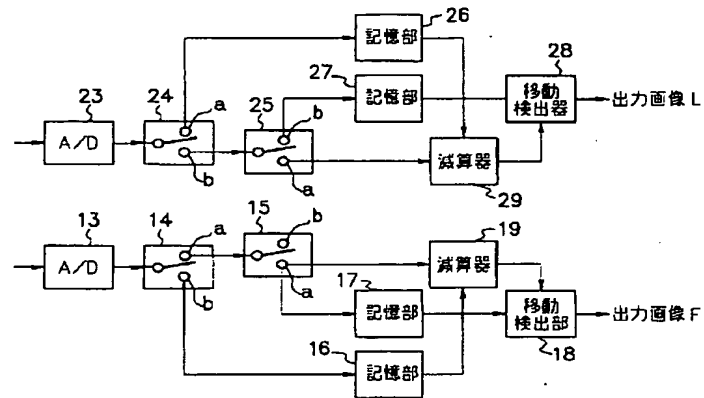 26
記憶部
27
記憶部
28
移動
検出器
出力画像 L
23
A/D
24
a
b
25
b
a
減算器
29
13
A/D
14
a
b
15
b
a
19
減算器
17
記憶部
移動
検出部
18
出力画像 F
16
記憶部